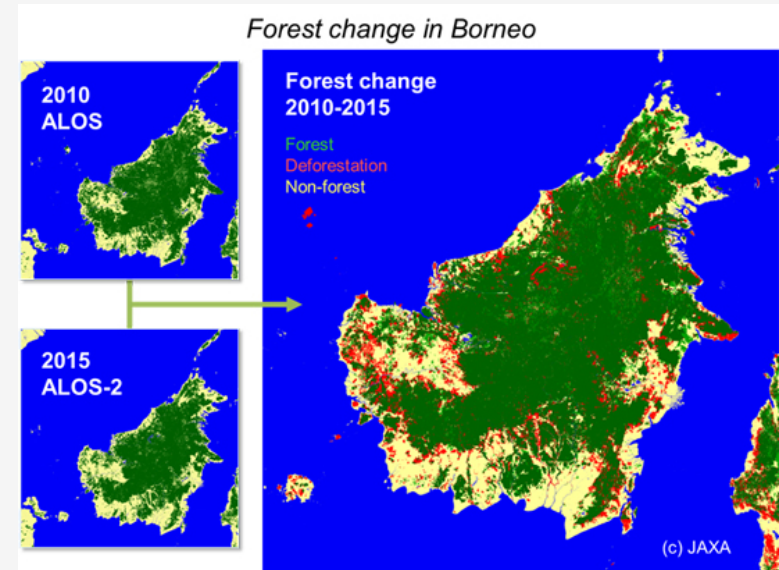 Forest change in Borneo
2010
ALOS
2015
ALOS-2
Forest change
2010-2015
Forest
Deforestation
Non-forest
(c) JAXA